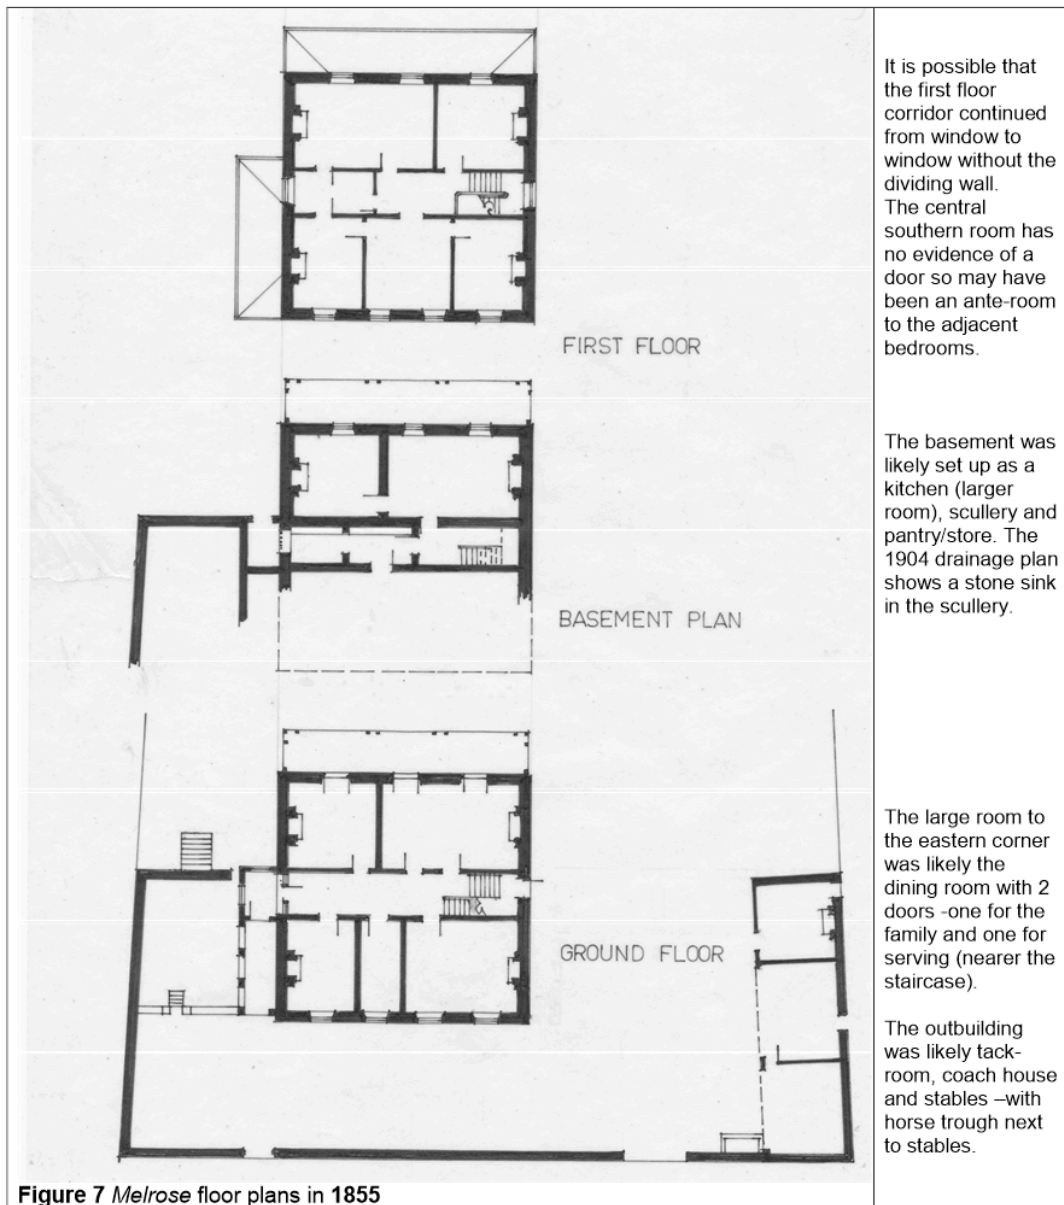 It is possible that
the first floor
corridor continued
from window to
window without the
dividing wall.
The central
southern room has
no evidence of a
door so may have
been an ante-room
to the adjacent
bedrooms.
FIRST FLOOR
The basement was
likely set up as a
kitchen (larger
room), scullery and
pantry/store. The
1904 drainage plan
shows a stone sink
in the scullery.
BASEMENT PLAN
The large room to
the eastern corner
was likely the
dining room with 2
doors -one for the
family and one for
serving (nearer the
staircase).
GROUND FLOOR
The outbuilding
was likely tack-
room, coach house
and stables –with
horse trough next
to stables.
Figure 7 Melrose floor plans in 1855